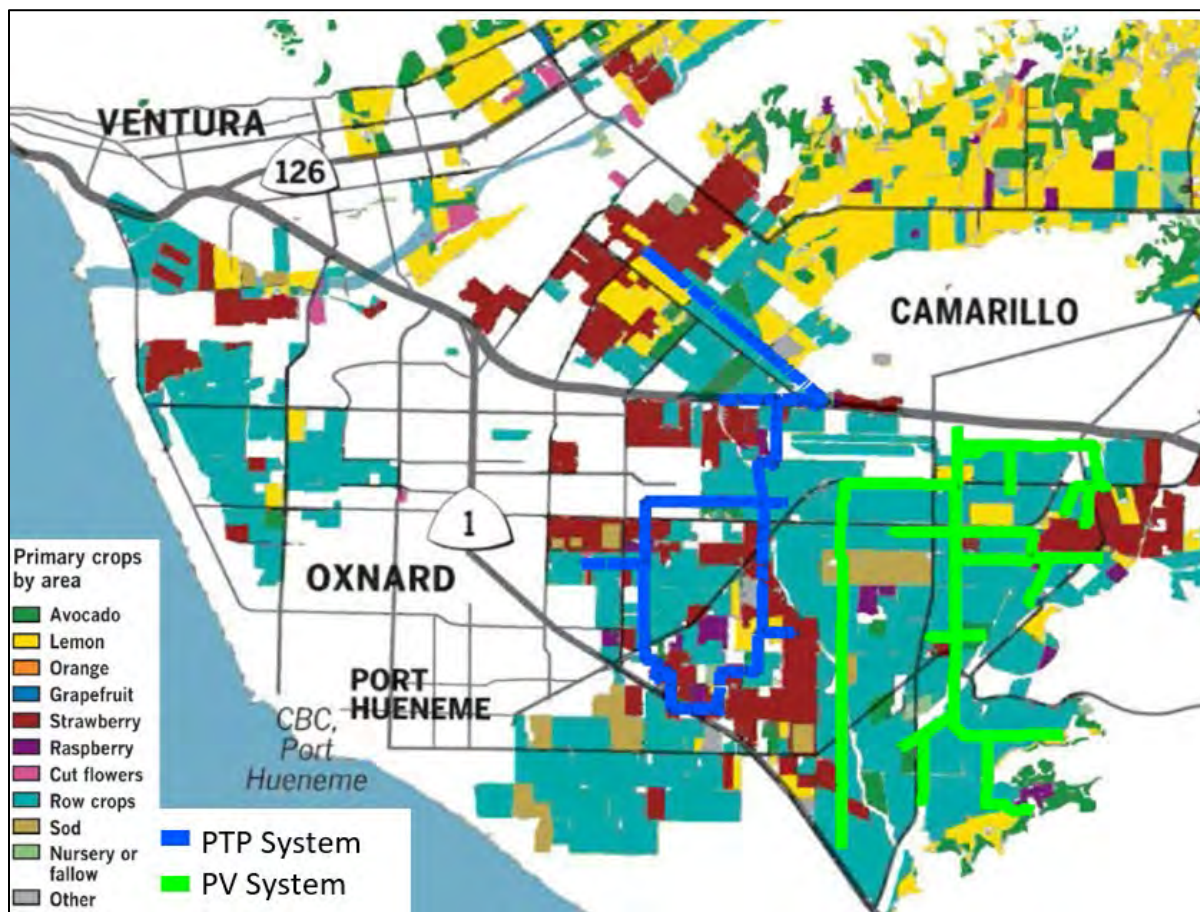 VENTURA
126
CAMARILLO
1
OXNARD
PORT
HUENEME
CBC,
Port
Hueneme
Primary crops
by area
Avocado
Lemon
Orange
Grapefruit
Strawberry
Raspberry
Cut flowers
Row crops
Sod
Nursery or
fallow
Other
PTP System
PV System